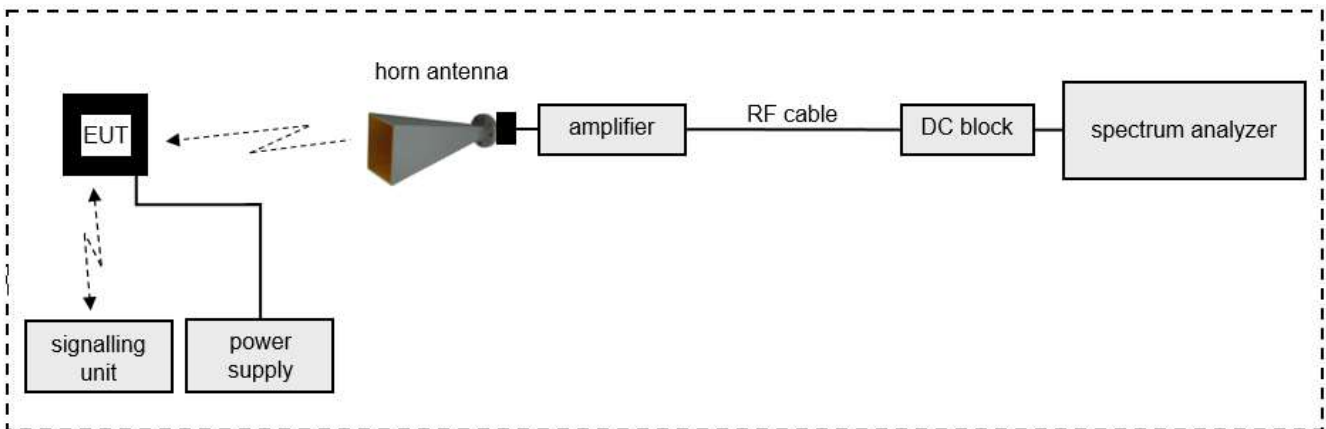 horn antenna
EUT
amplifier
RF cable
DC block
spectrum analyzer
signalling
unit
power
supply